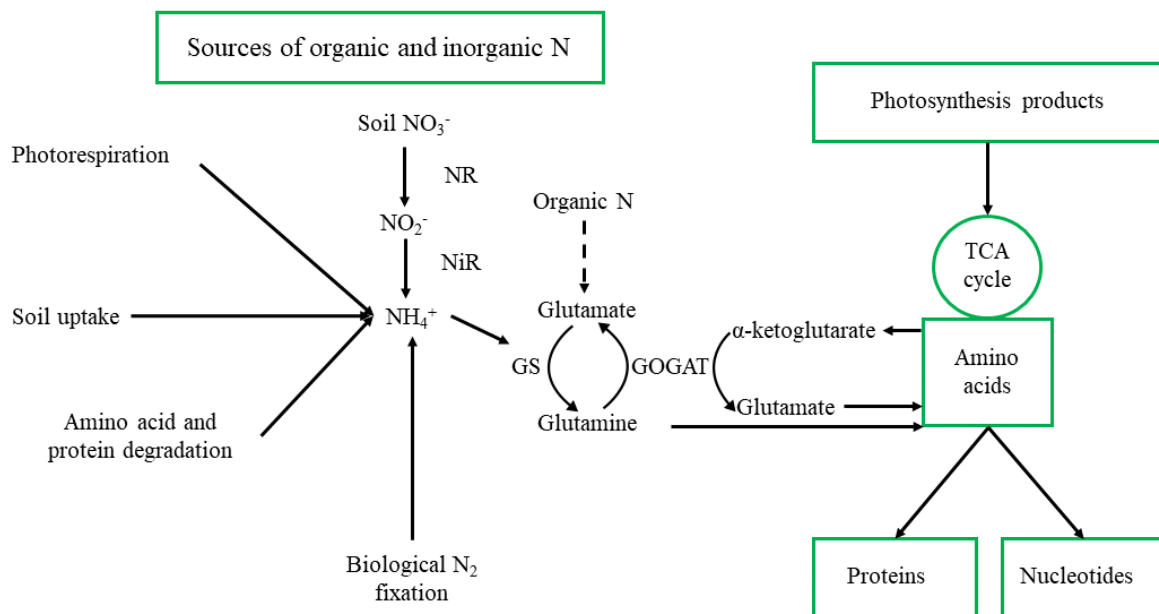 Sources of organic and inorganic N
Photosynthesis products
Soil NO₃⁻
Photorespiration
NR
Organic N
NO₂⁻
NiR
TCA
cycle
Soil uptake
NH₄⁺
Glutamate
α-ketoglutarate
GS
GOGAT
Amino
acids
Glutamate
Amino acid and
protein degradation
Glutamine
Biological N₂
fixation
Proteins
Nucleotides